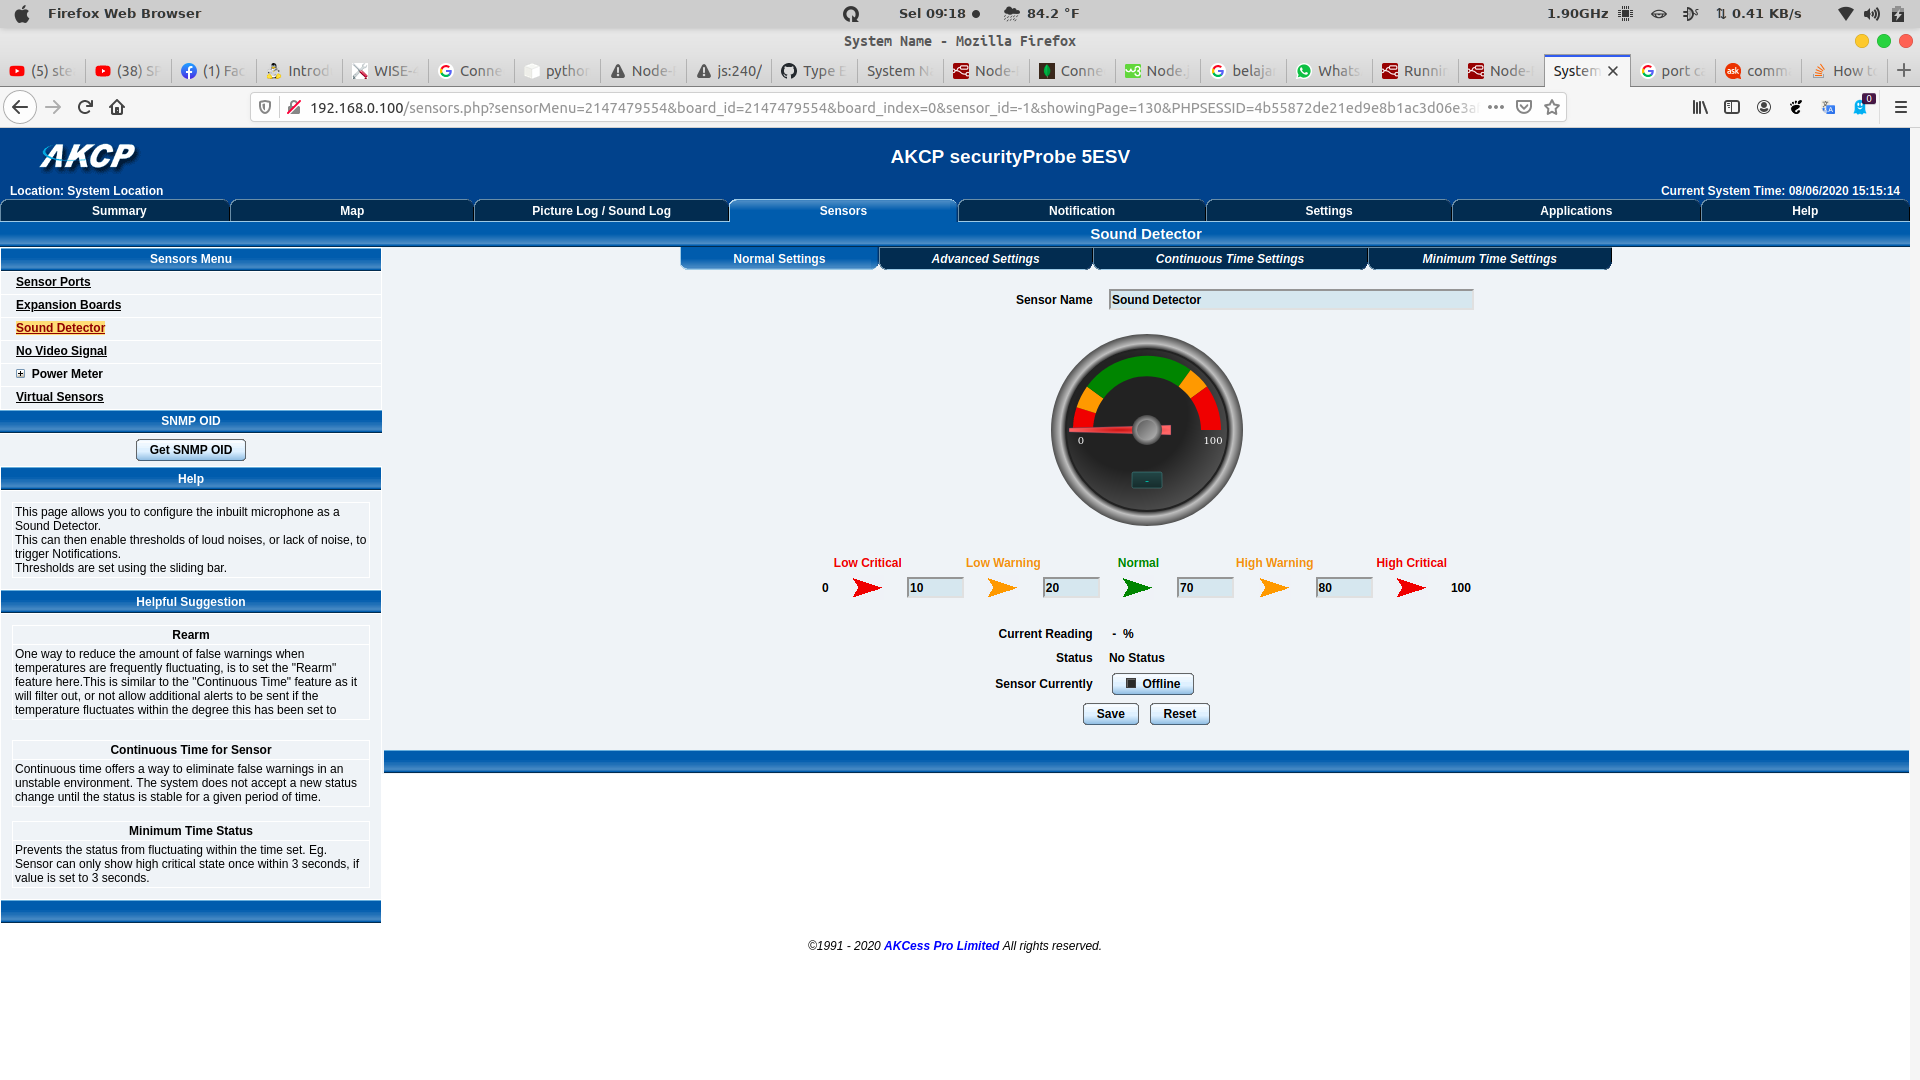 Firefox Web Browser
Sel 09:18
84.2 °F
1.90GHz
0.41 KB/s
System Name - Mozilla Firefox
(5) ste
(38) SP
(1) Fac
Introd
WISE-4
Conne
python
Node-
js:240/
Type E
System N
Node-
Conne
Node.j
belaja
Whats
Runnin
Node-
System
port c
comm
How t
192.168.0.100/sensors.php?sensorMenu=2147479554&board_id=2147479554&board_index=0&sensor_id=-1&showingPage=130&PHPSESSID=4b55872de21ed9e8b1ac3d06e3a
0
AKCP
AKCP securityProbe 5ESV
Location: System Location
Current System Time: 08/06/2020 15:15:14
Summary
Map
Picture Log / Sound Log
Sensors
Notification
Settings
Applications
Help
Sound Detector
Sensors Menu
Sensor Ports
Expansion Boards
Sound Detector
No Video Signal
Power Meter
Virtual Sensors
SNMP OID
Get SNMP OID
Help
This page allows you to configure the inbuilt microphone as a
Sound Detector.
This can then enable thresholds of loud noises, or lack of noise, to
trigger Notifications.
Thresholds are set using the sliding bar.
Helpful Suggestion
Rearm
One way to reduce the amount of false warnings when
temperatures are frequently fluctuating, is to set the "Rearm"
feature here.This is similar to the "Continuous Time" feature as it
will filter out, or not allow additional alerts to be sent if the
temperature fluctuates within the degree this has been set to
Continuous Time for Sensor
Continuous time offers a way to eliminate false warnings in an
unstable environment. The system does not accept a new status
change until the status is stable for a given period of time.
Minimum Time Status
Prevents the status from fluctuating within the time set. Eg.
Sensor can only show high critical state once within 3 seconds, if
value is set to 3 seconds.
Normal Settings
Advanced Settings
Continuous Time Settings
Minimum Time Settings
Sensor Name
Sound Detector
0
100
-
Low Critical
Low Warning
Normal
High Warning
High Critical
0
10
20
70
80
100
Current Reading
- %
Status
No Status
Sensor Currently
Offline
Save
Reset
©1991 - 2020 AKCess Pro Limited All rights reserved.